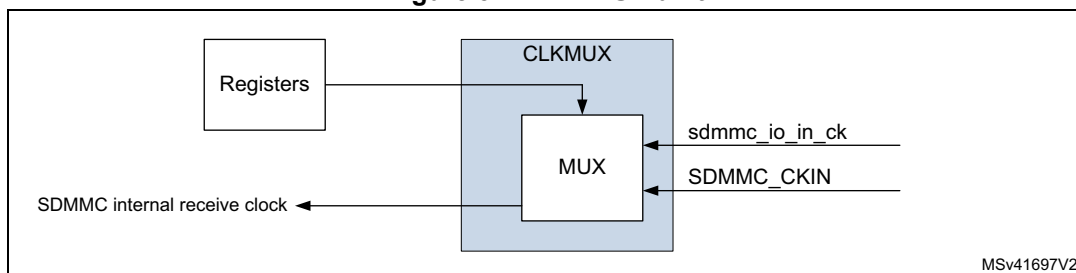 CLKMUX
Registers
sdmmc_io_in_ck
MUX
SDMMC_CKIN
SDMMC internal receive clock
MSv41697V2